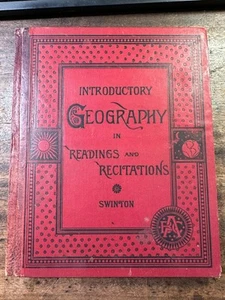 INTRODUCTORY
GEOGRAPHY
IN
READINGS AND
RECITATIONS
SWINTON